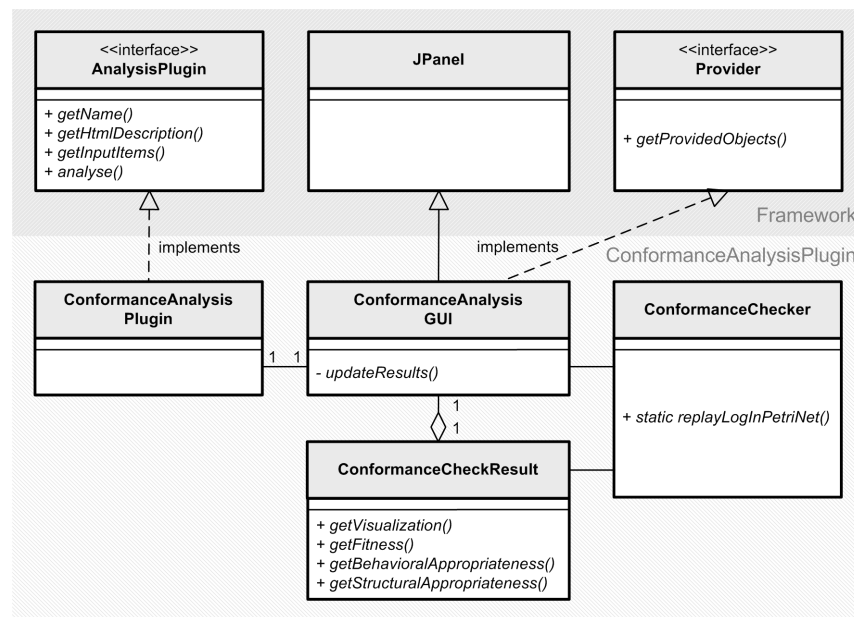 <<interface>>
AnalysisPlugin
+ getName()
+ getHtmlDescription()
+ getInputItems()
+ analyse()
JPanel
<<interface>>
Provider
+ getProvidedObjects()
Framework
implements
implements
ConformanceAnalysisPlugin
ConformanceAnalysis
Plugin
1 1
ConformanceAnalysis
GUI
- updateResults()
ConformanceChecker
+ static replayLogInPetriNet()
1
1
ConformanceCheckResult
+ getVisualization()
+ getFitness()
+ getBehavioralAppropriateness()
+ getStructuralAppropriateness()